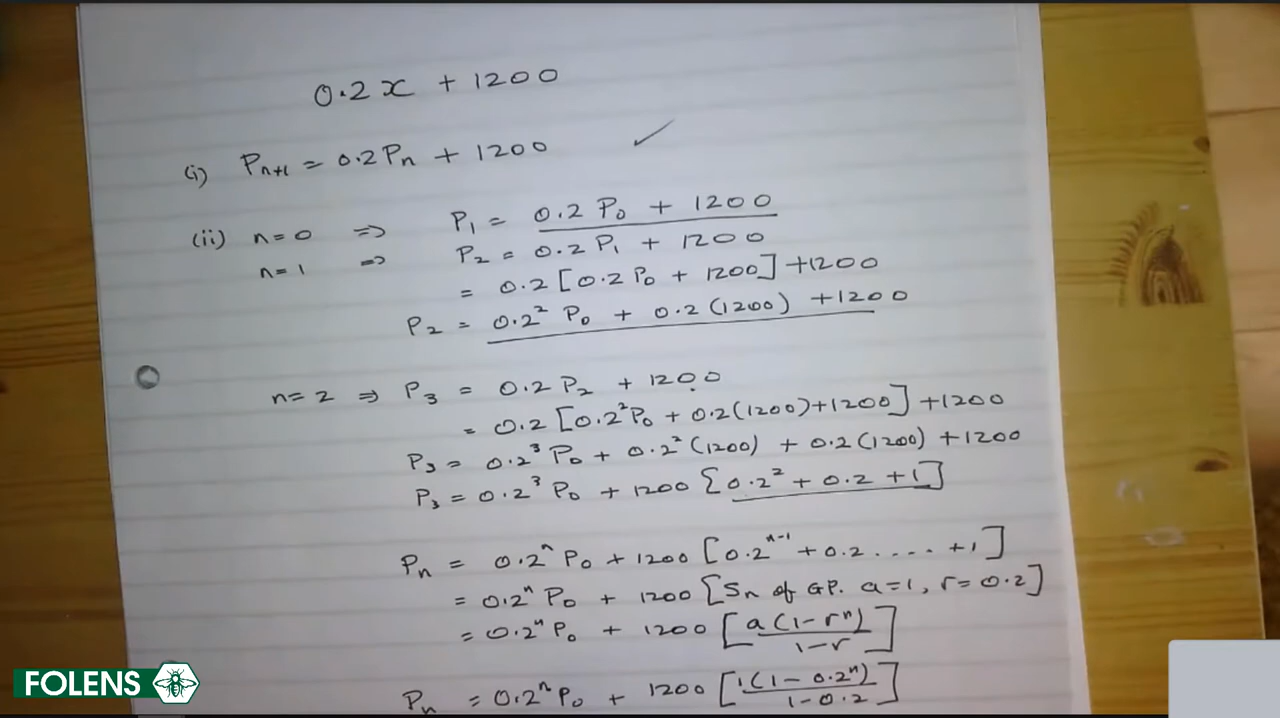 0.2x + 1200
(i) Pₙ₊₁ = 0.2Pₙ + 1200 ✓
(ii) n=0 ⇒ P₁ = 0.2 P₀ + 1200
n=1 ⇒ P₂ = 0.2 P₁ + 1200
= 0.2[0.2 P₀ + 1200] +1200
P₂ = 0.2² P₀ + 0.2 (1200) +1200
n=2 ⇒ P₃ = 0.2 P₂ + 1200
= 0.2 [0.2²P₀ + 0.2(1200)+1200] +1200
P₃ = 0.2³ P₀ + 0.2² (1200) + 0.2 (1200) +1200
P₃ = 0.2³ P₀ + 1200 [0.2² + 0.2 +1]
Pₙ = 0.2ⁿ P₀ + 1200 [0.2ⁿ⁻¹ + 0.2 .... +1]
= 0.2ⁿ P₀ + 1200 [Sₙ of GP. a=1, r=0.2]
= 0.2ⁿ P₀ + 1200 [a(1-rⁿ)/1-r]
Pₙ = 0.2ⁿ P₀ + 1200 [1(1-0.2ⁿ)/1-0.2]
FOLENS